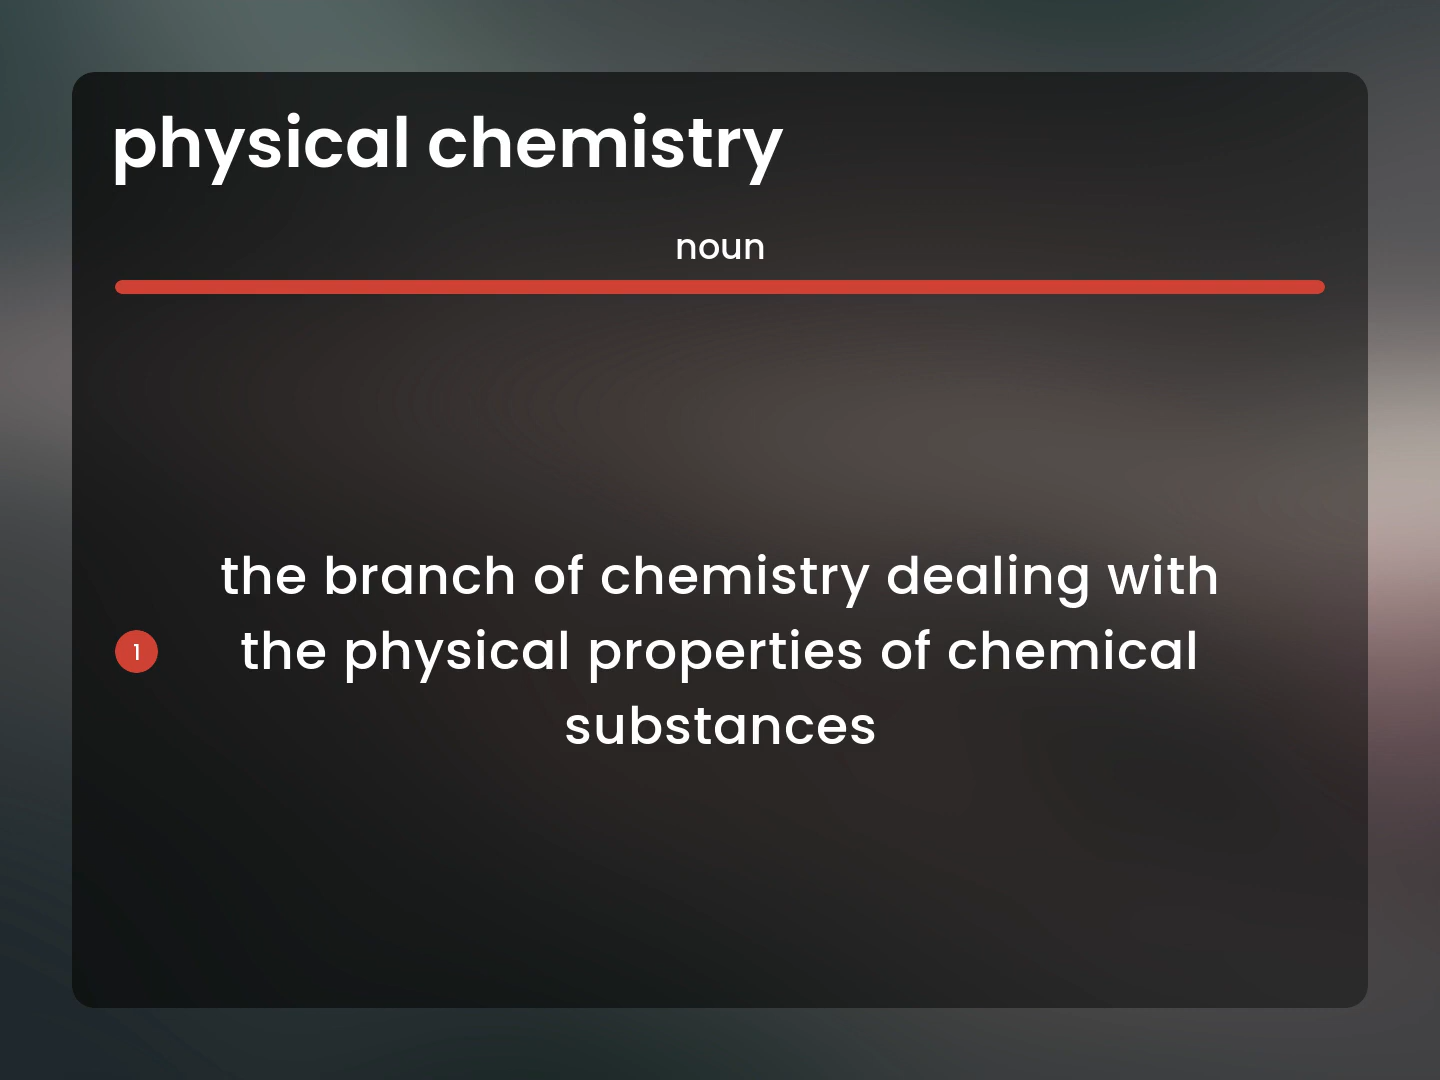 physical chemistry
noun
the branch of chemistry dealing with
1 the physical properties of chemical
substances